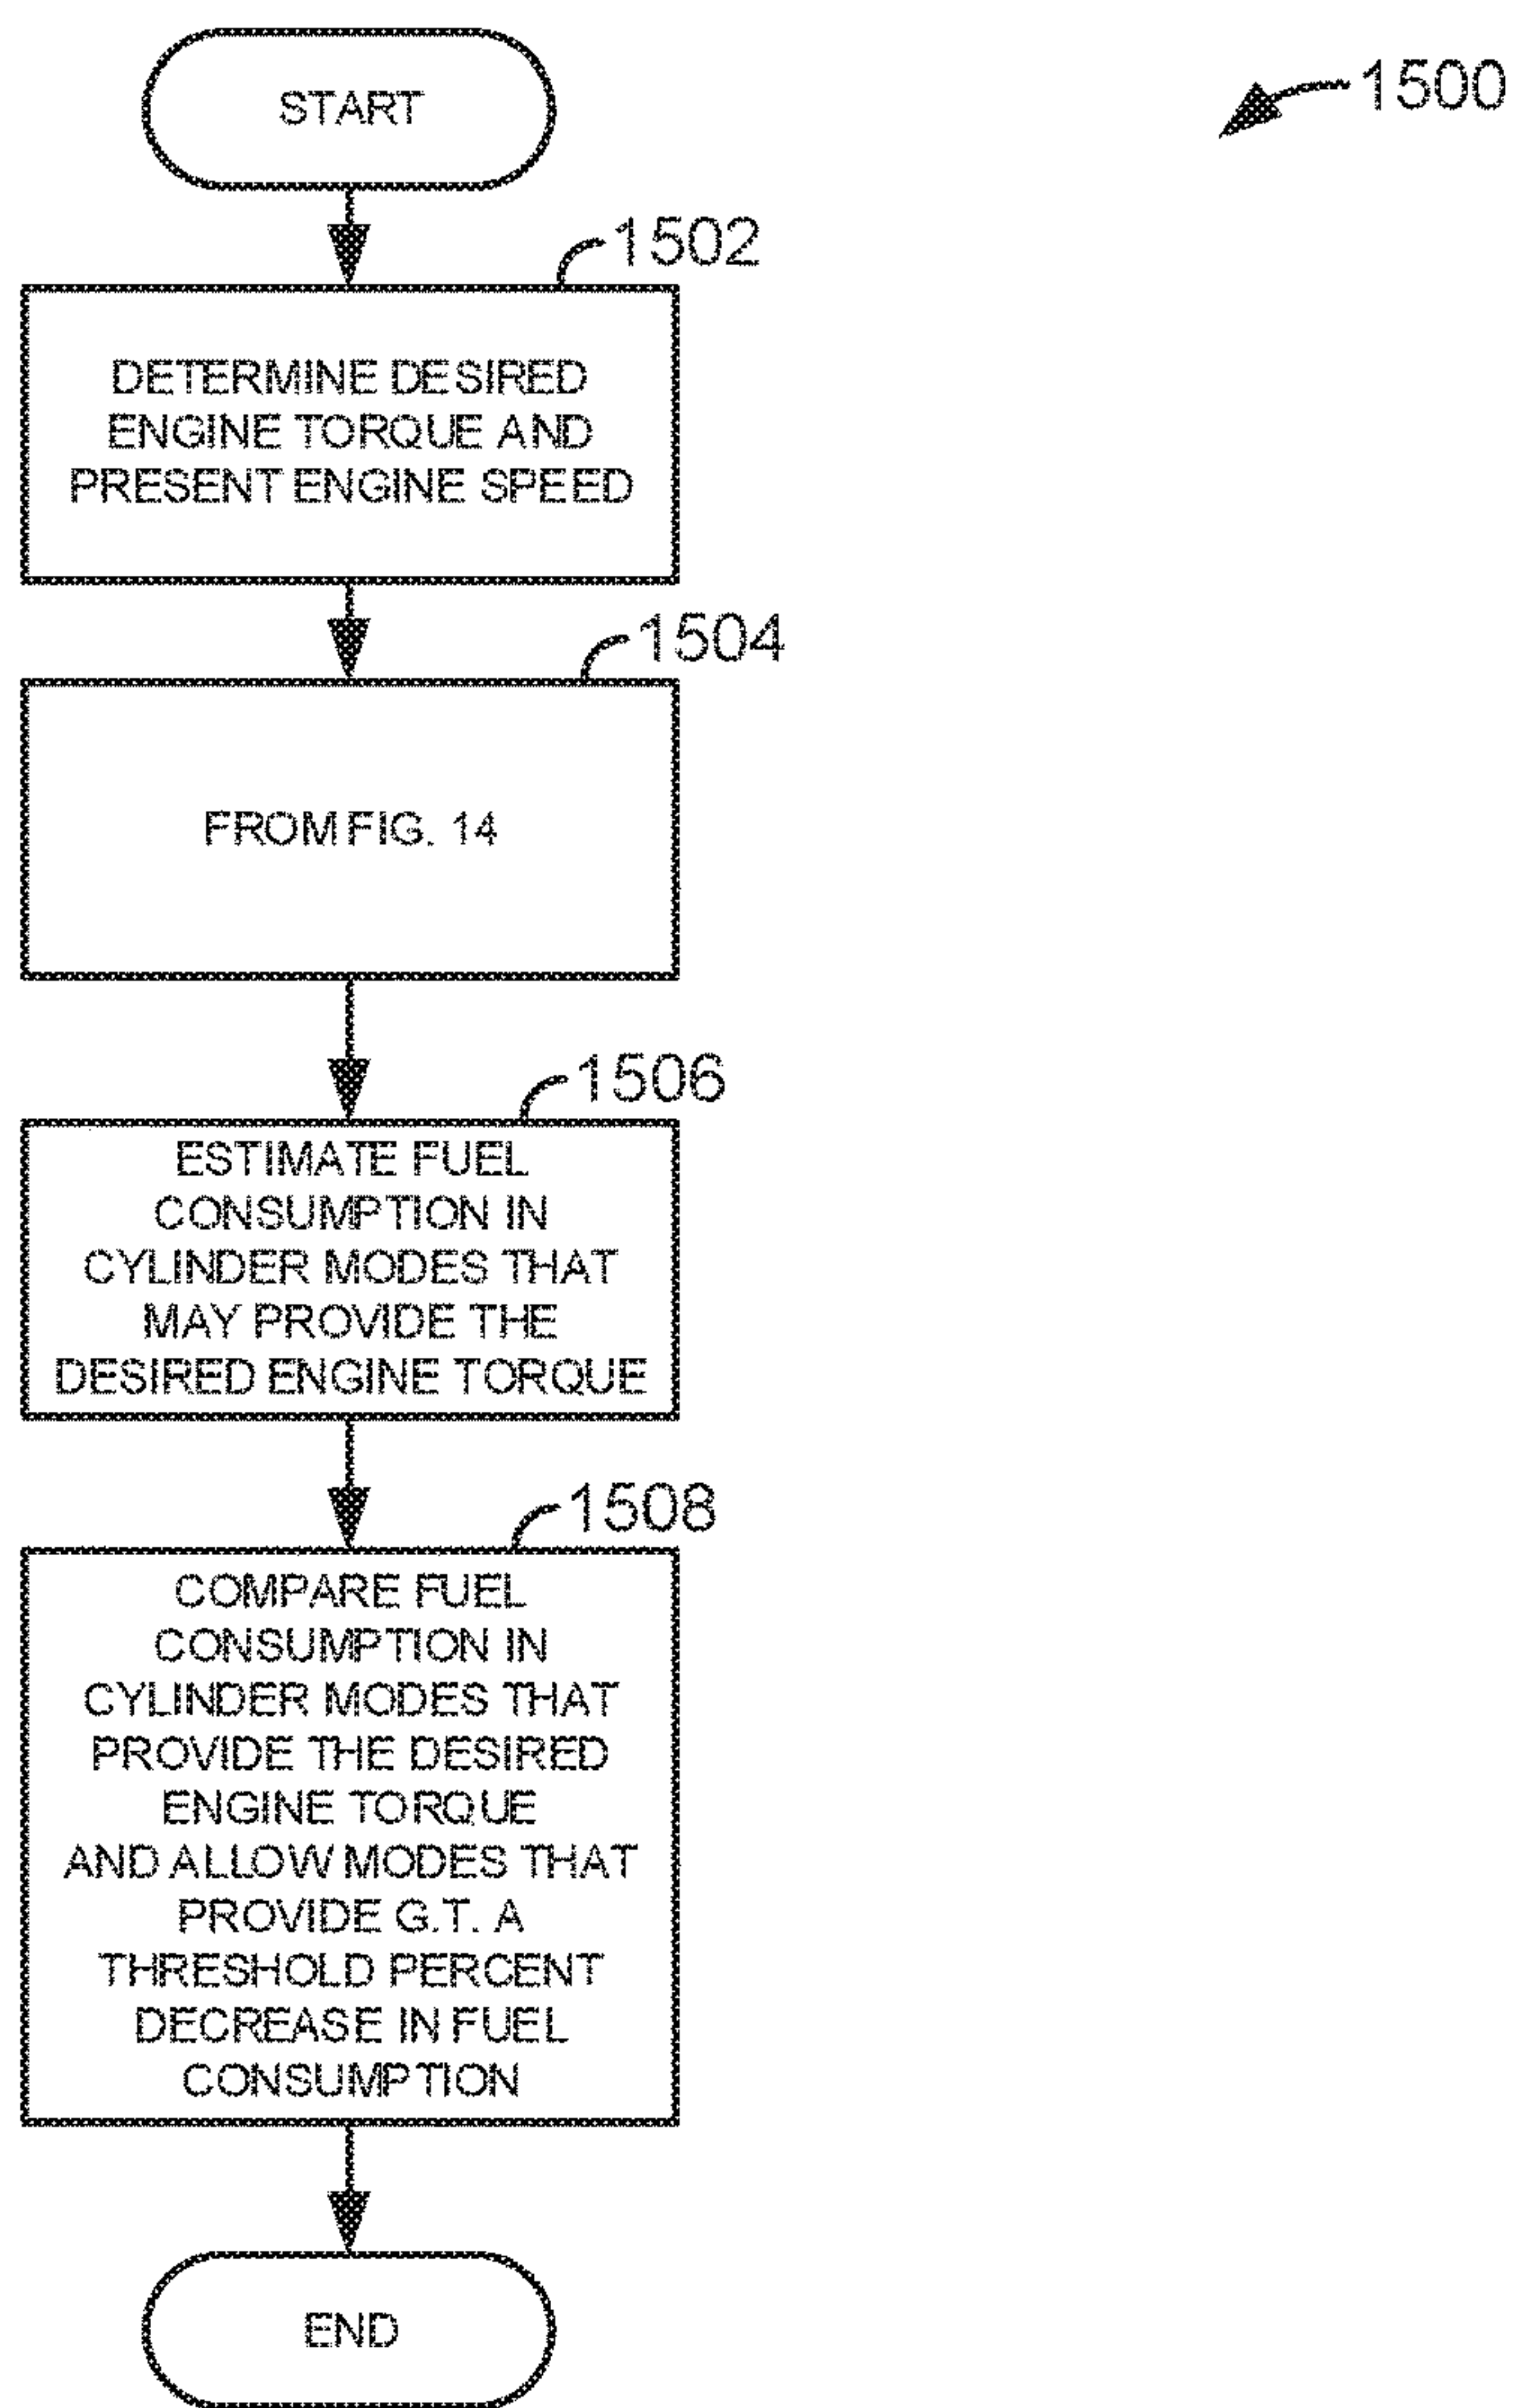 START
1500
1502
DETERMINE DESIRED
ENGINE TORQUE AND
PRESENT ENGINE SPEED
1504
FROM FIG. 14
1506
ESTIMATE FUEL
CONSUMPTION IN
CYLINDER MODES THAT
MAY PROVIDE THE
DESIRED ENGINE TORQUE
1508
COMPARE FUEL
CONSUMPTION IN
CYLINDER MODES THAT
PROVIDE THE DESIRED
ENGINE TORQUE
AND ALLOW MODES THAT
PROVIDE G.T. A
THRESHOLD PERCENT
DECREASE IN FUEL
CONSUMPTION
END